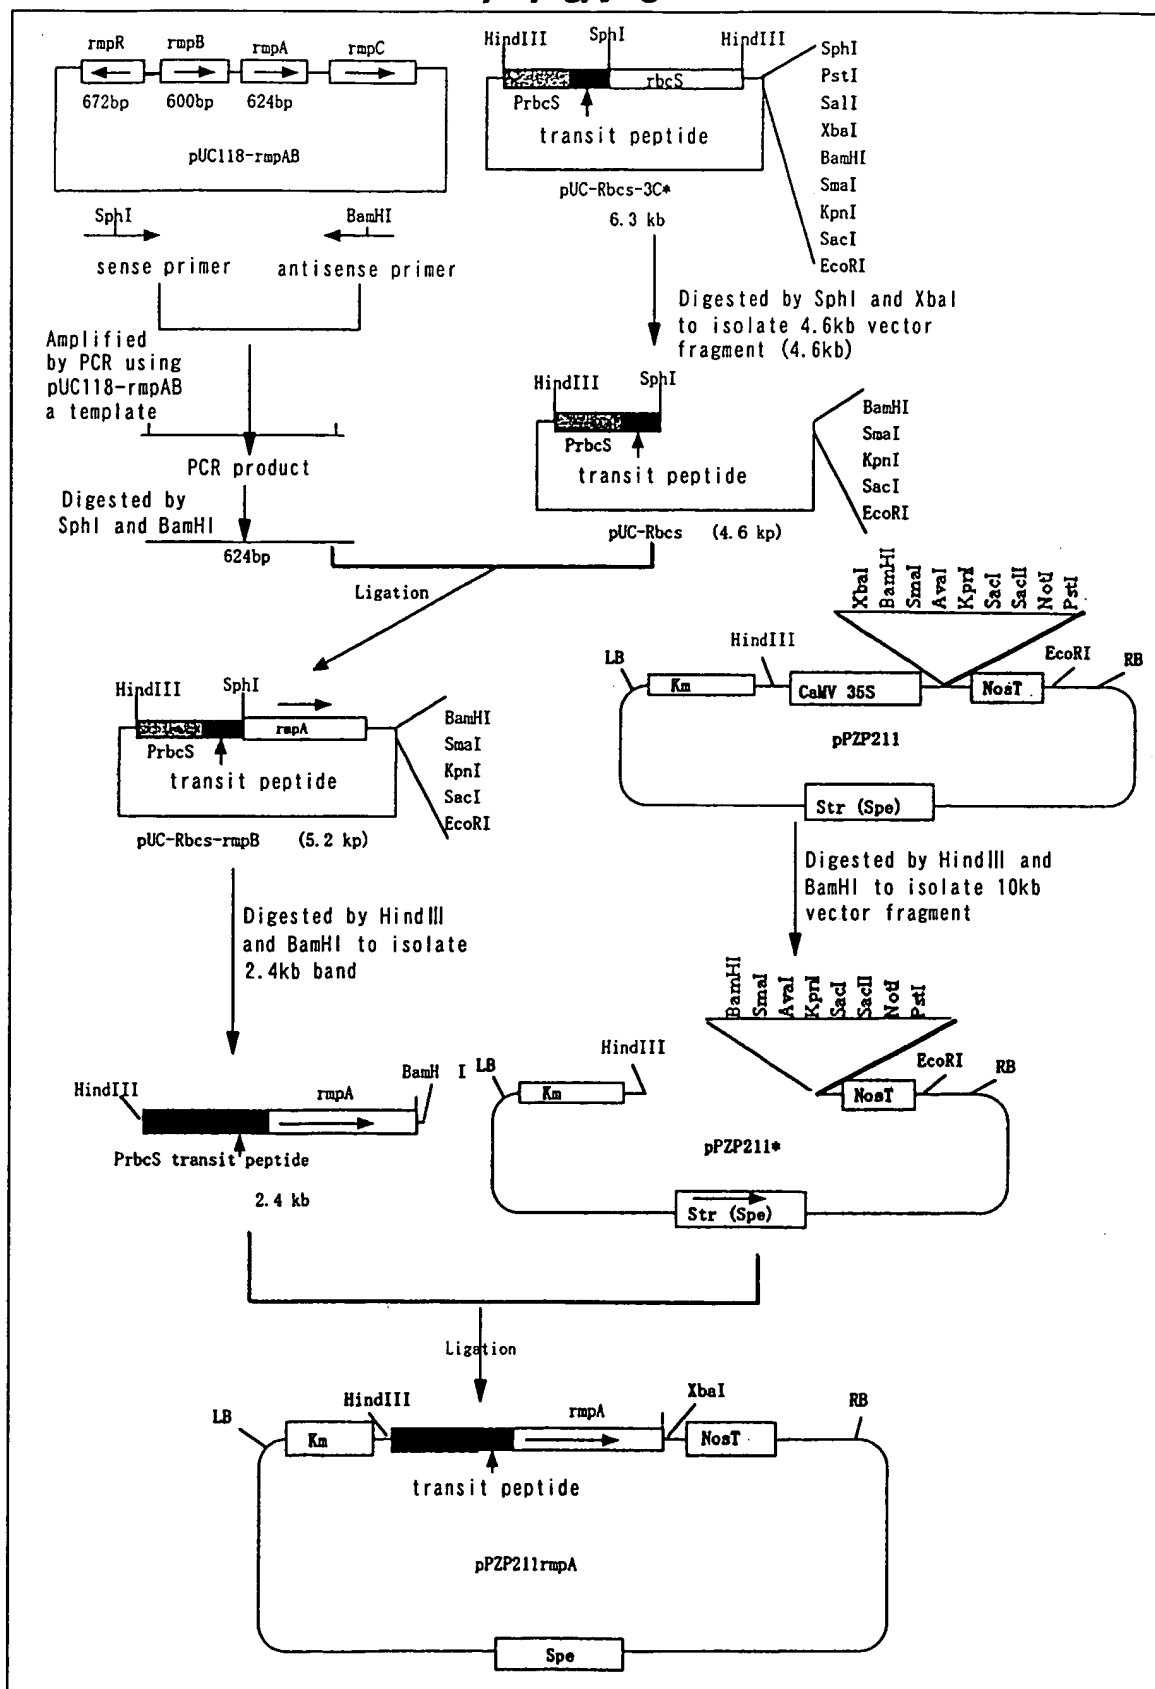 rmpR rmpB rmpA rmpC
672bp 600bp 624bp
pUC118-rmpAB
SphI BamHI
sense primer antisense primer
Amplified
by PCR using
pUC118-rmpAB
a template
PCR product
Digested by
SphI and BamHI
624bp
HindIII SphI HindIII
PrbcS rbcS
transit peptide
pUC-Rbcs-3C*
6.3 kb
SphI
PstI
SalI
XbaI
BamHI
SmaI
KpnI
SacI
EcoRI
Digested by SphI and XbaI
to isolate 4.6kb vector
fragment (4.6kb)
HindIII SphI
PrbcS
transit peptide
pUC-Rbcs (4.6 kp)
BamHI
SmaI
KpnI
SacI
EcoRI
Ligation
HindIII SphI
PrbcS rmpA
transit peptide
pUC-Rbcs-rmpB (5.2 kp)
BamHI
SmaI
KpnI
SacI
EcoRI
XbaI
BamHI
SmaI
AvaI
KpnI
SacI
SacII
NotI
PstI
LB HindIII EcoRI RB
Km CaMV 35S NosT
pPZP211
Str (Spe)
Digested by HindIII
and BamHI to isolate
2.4kb band
Digested by HindIII and
BamHI to isolate 10kb
vector fragment
BamHI
SmaI
AvaI
KpnI
SacI
SacII
NotI
PstI
HindIII rmpA BamH I
PrbcS transit peptide
2.4 kb
LB HindIII EcoRI RB
Km NosT
pPZP211*
Str (Spe)
Ligation
LB HindIII rmpA XbaI RB
Km NosT
transit peptide
pPZP211rmpA
Spe